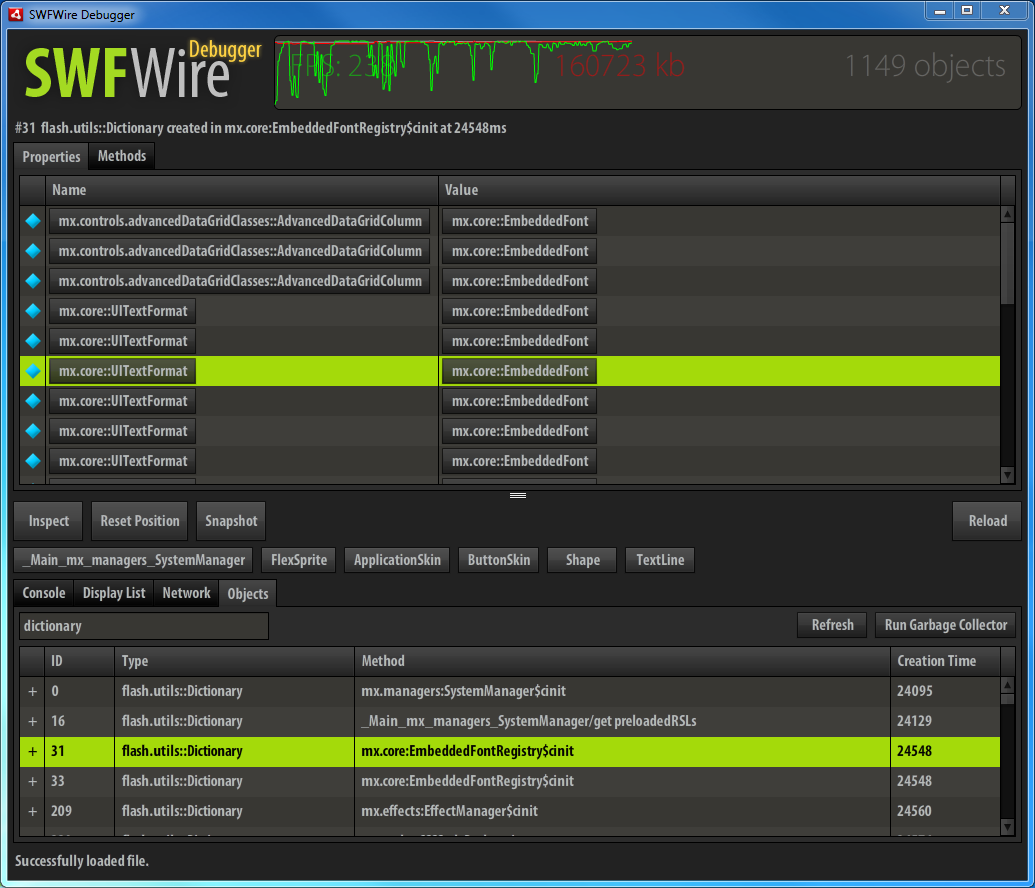 SWFWire Debugger
SWFWire Debugger
160723 kb 1149 objects
#31 flash.utils::Dictionary created in mx.core:EmbeddedFontRegistry$cinit at 24548ms
Properties Methods
Name Value
mx.controls.advancedDataGridClasses::AdvancedDataGridColumn mx.core::EmbeddedFont
mx.controls.advancedDataGridClasses::AdvancedDataGridColumn mx.core::EmbeddedFont
mx.controls.advancedDataGridClasses::AdvancedDataGridColumn mx.core::EmbeddedFont
mx.core::UITextFormat mx.core::EmbeddedFont
mx.core::UITextFormat mx.core::EmbeddedFont
mx.core::UITextFormat mx.core::EmbeddedFont
mx.core::UITextFormat mx.core::EmbeddedFont
mx.core::UITextFormat mx.core::EmbeddedFont
mx.core::UITextFormat mx.core::EmbeddedFont
Inspect Reset Position Snapshot Reload
_Main_mx_managers_SystemManager FlexSprite ApplicationSkin ButtonSkin Shape TextLine
Console Display List Network Objects
dictionary Refresh Run Garbage Collector
ID Type Method Creation Time
+ 0 flash.utils::Dictionary mx.managers:SystemManager$cinit 24095
+ 16 flash.utils::Dictionary _Main_mx_managers_SystemManager/get preloadedRSLs 24129
+ 31 flash.utils::Dictionary mx.core:EmbeddedFontRegistry$cinit 24548
+ 33 flash.utils::Dictionary mx.core:EmbeddedFontRegistry$cinit 24548
+ 209 flash.utils::Dictionary mx.effects:EffectManager$cinit 24560
Successfully loaded file.